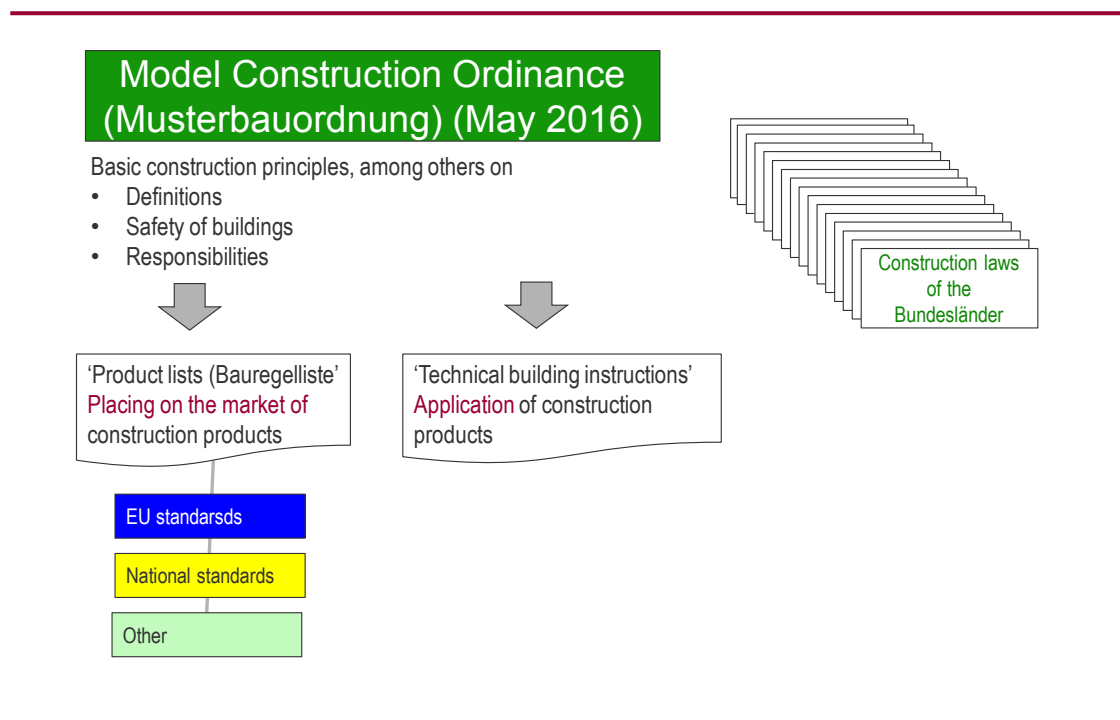 Model Construction Ordinance
(Musterbauordnung) (May 2016)
Basic construction principles, among others on
• Definitions
• Safety of buildings
• Responsibilities
Construction laws
of the
Bundesländer
‘Product lists (Bauregelliste‘
Placing on the market of
construction products
‘Technical building instructions’
Application of construction
products
EU standarsds
National standards
Other